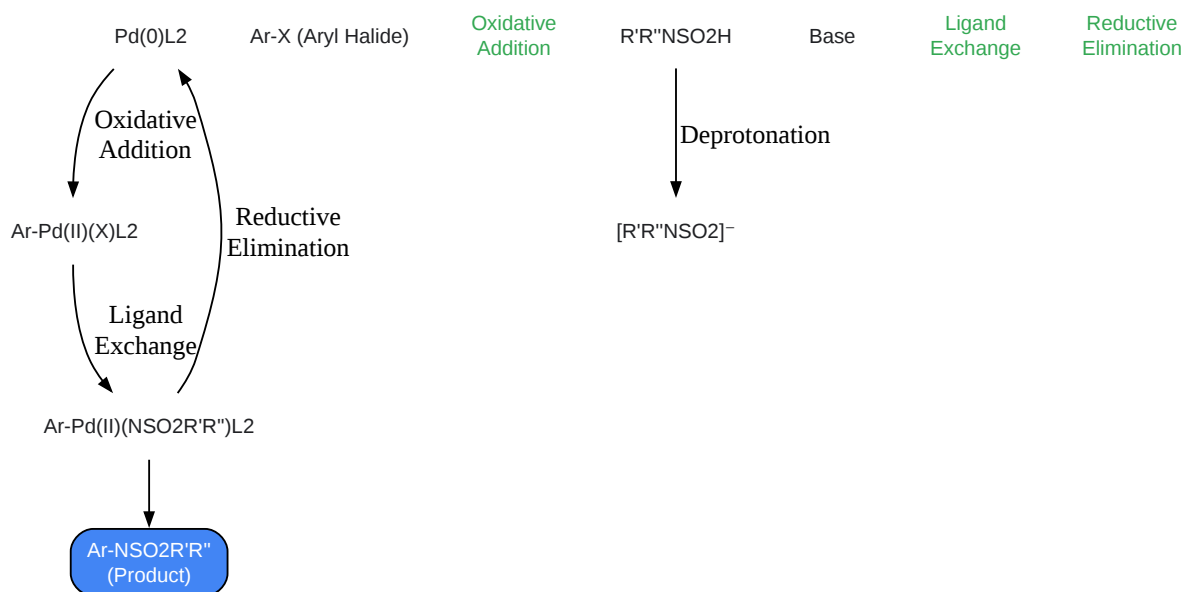 Pd(0)L2
Ar-X (Aryl Halide)
Oxidative
Addition
R'R''NSO2H
Base
Ligand
Exchange
Reductive
Elimination
Oxidative
Addition
Deprotonation
Ar-Pd(II)(X)L2
Reductive
Elimination
[R'R''NSO2]⁻
Ligand
Exchange
Ar-Pd(II)(NSO2R'R'')L2
Ar-NSO2R'R''
(Product)